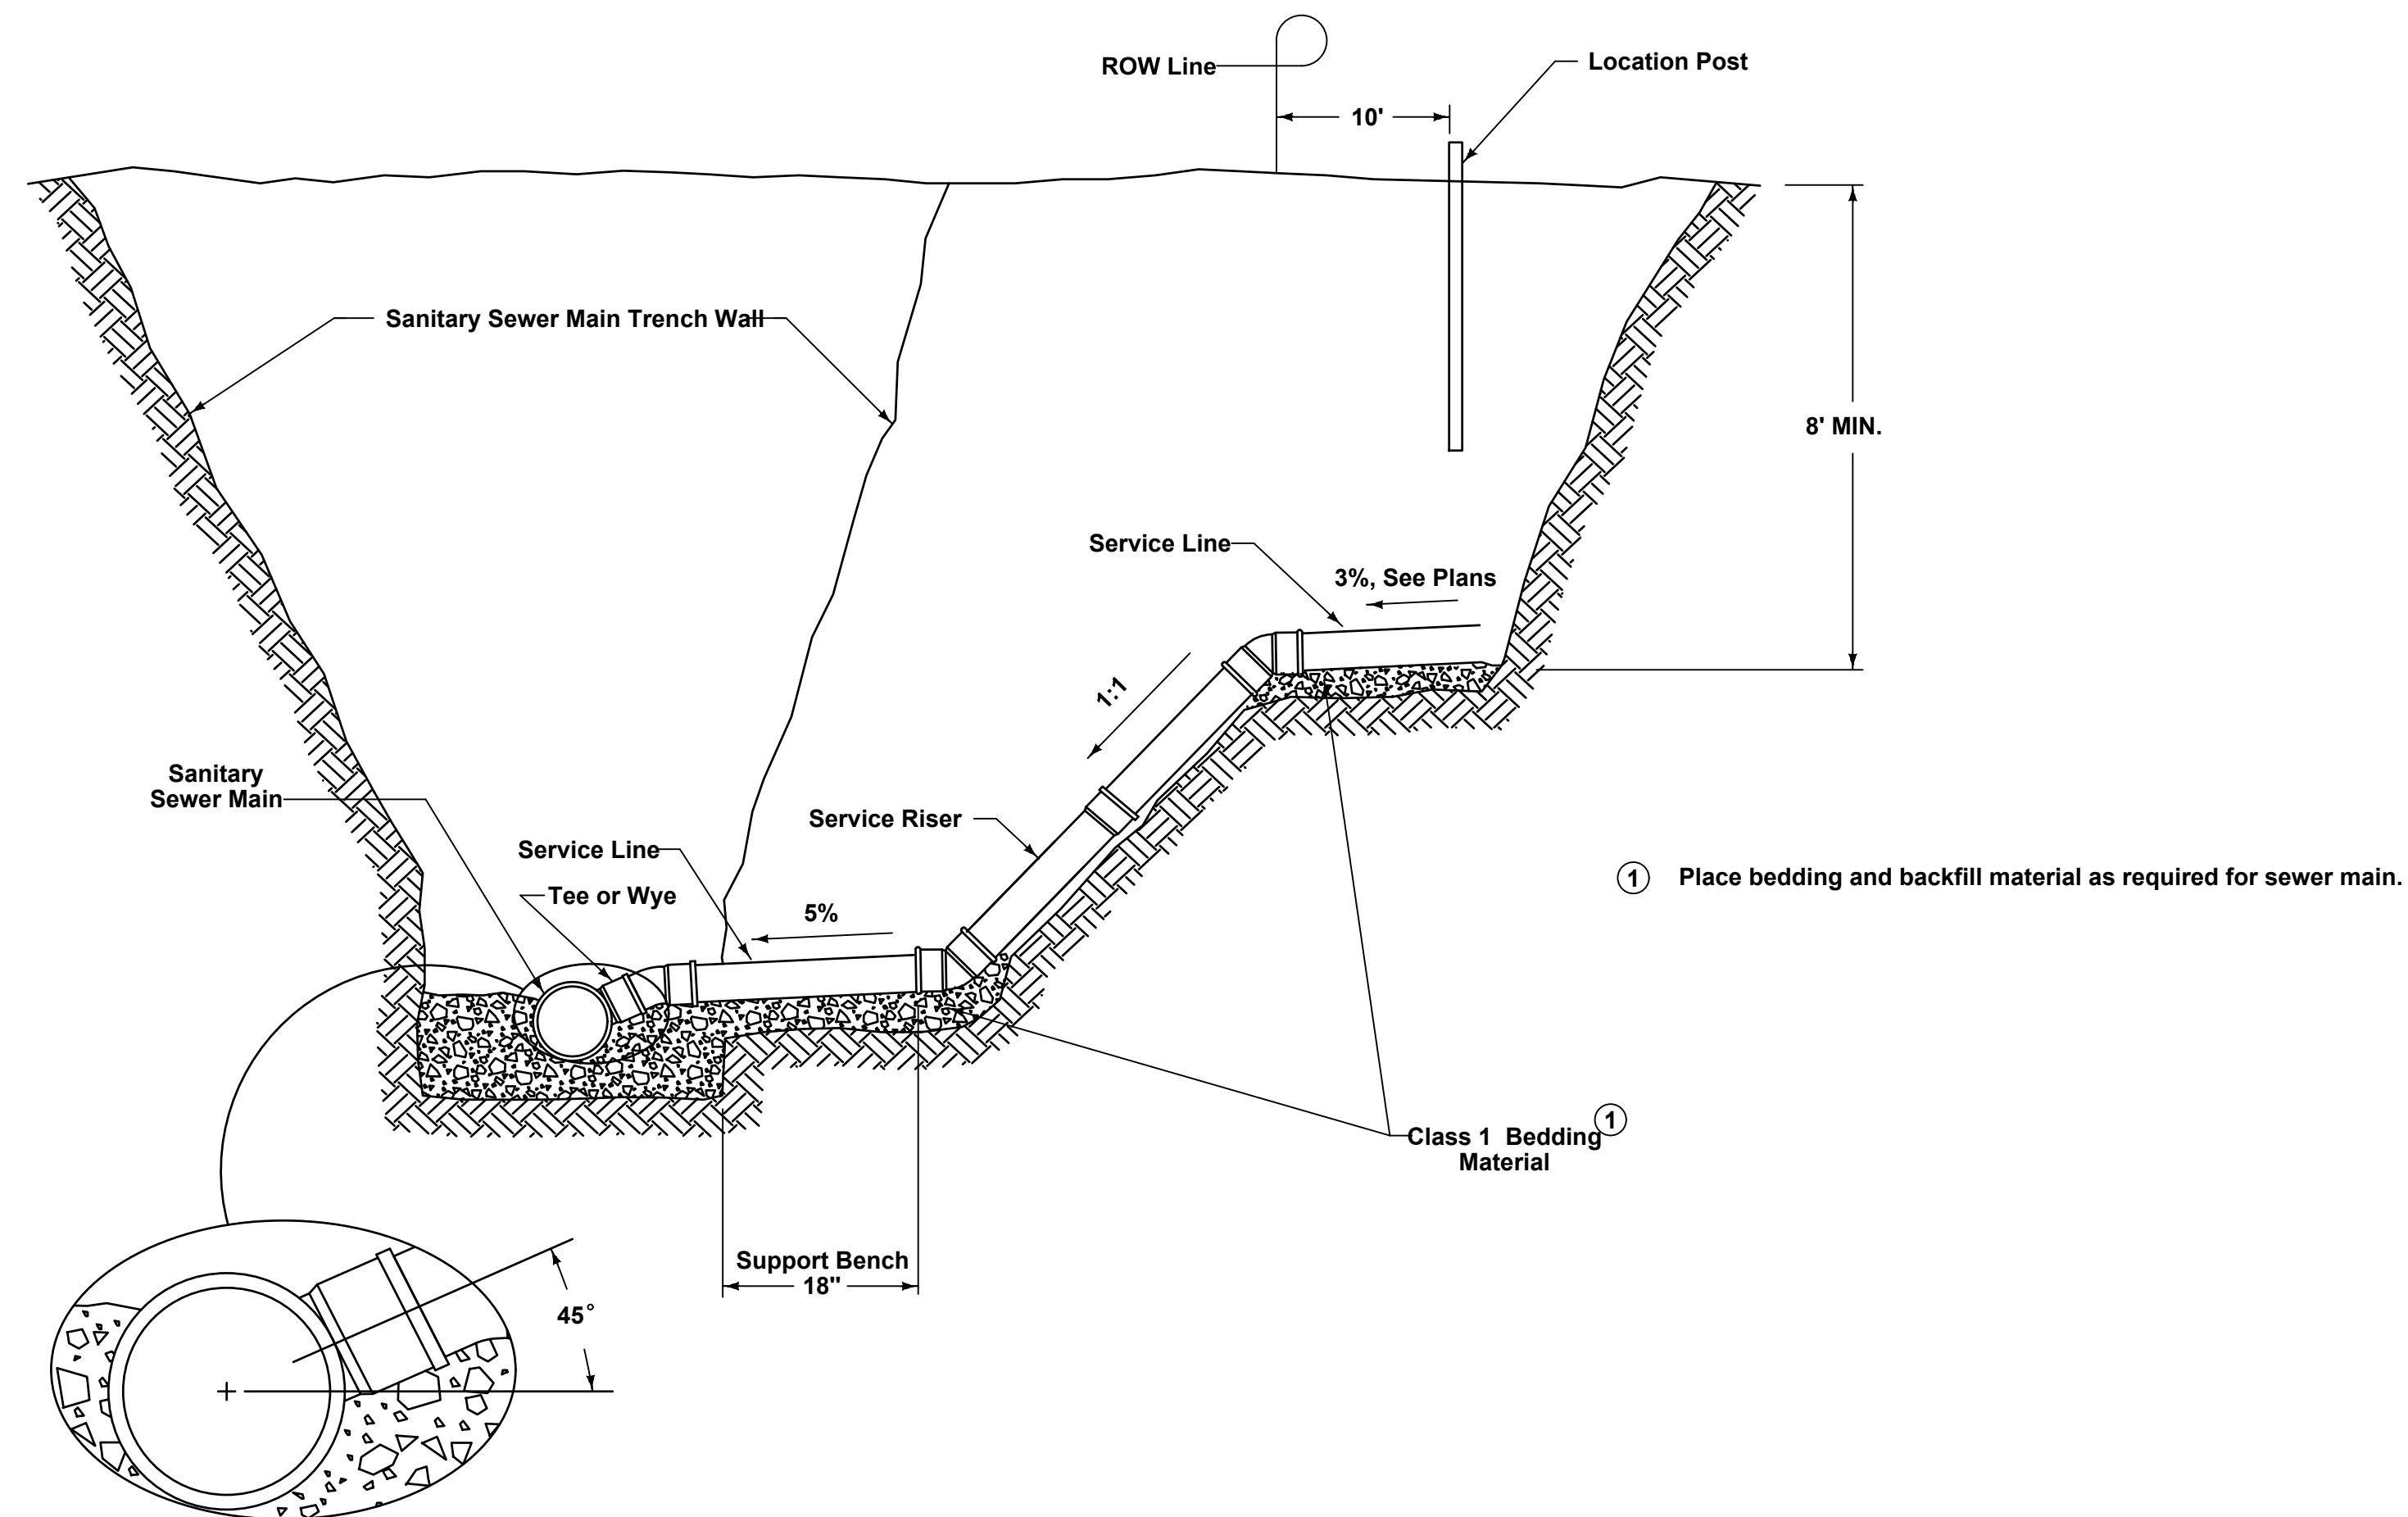 ROW Line
Location Post
10'
Sanitary Sewer Main Trench Wall
8' MIN.
Service Line
3%, See Plans
1:1
Sanitary
Sewer Main
Service Riser
Service Line
Tee or Wye
5%
1 Place bedding and backfill material as required for sewer main.
Class 1 Bedding 1
Material
Support Bench
18"
45°